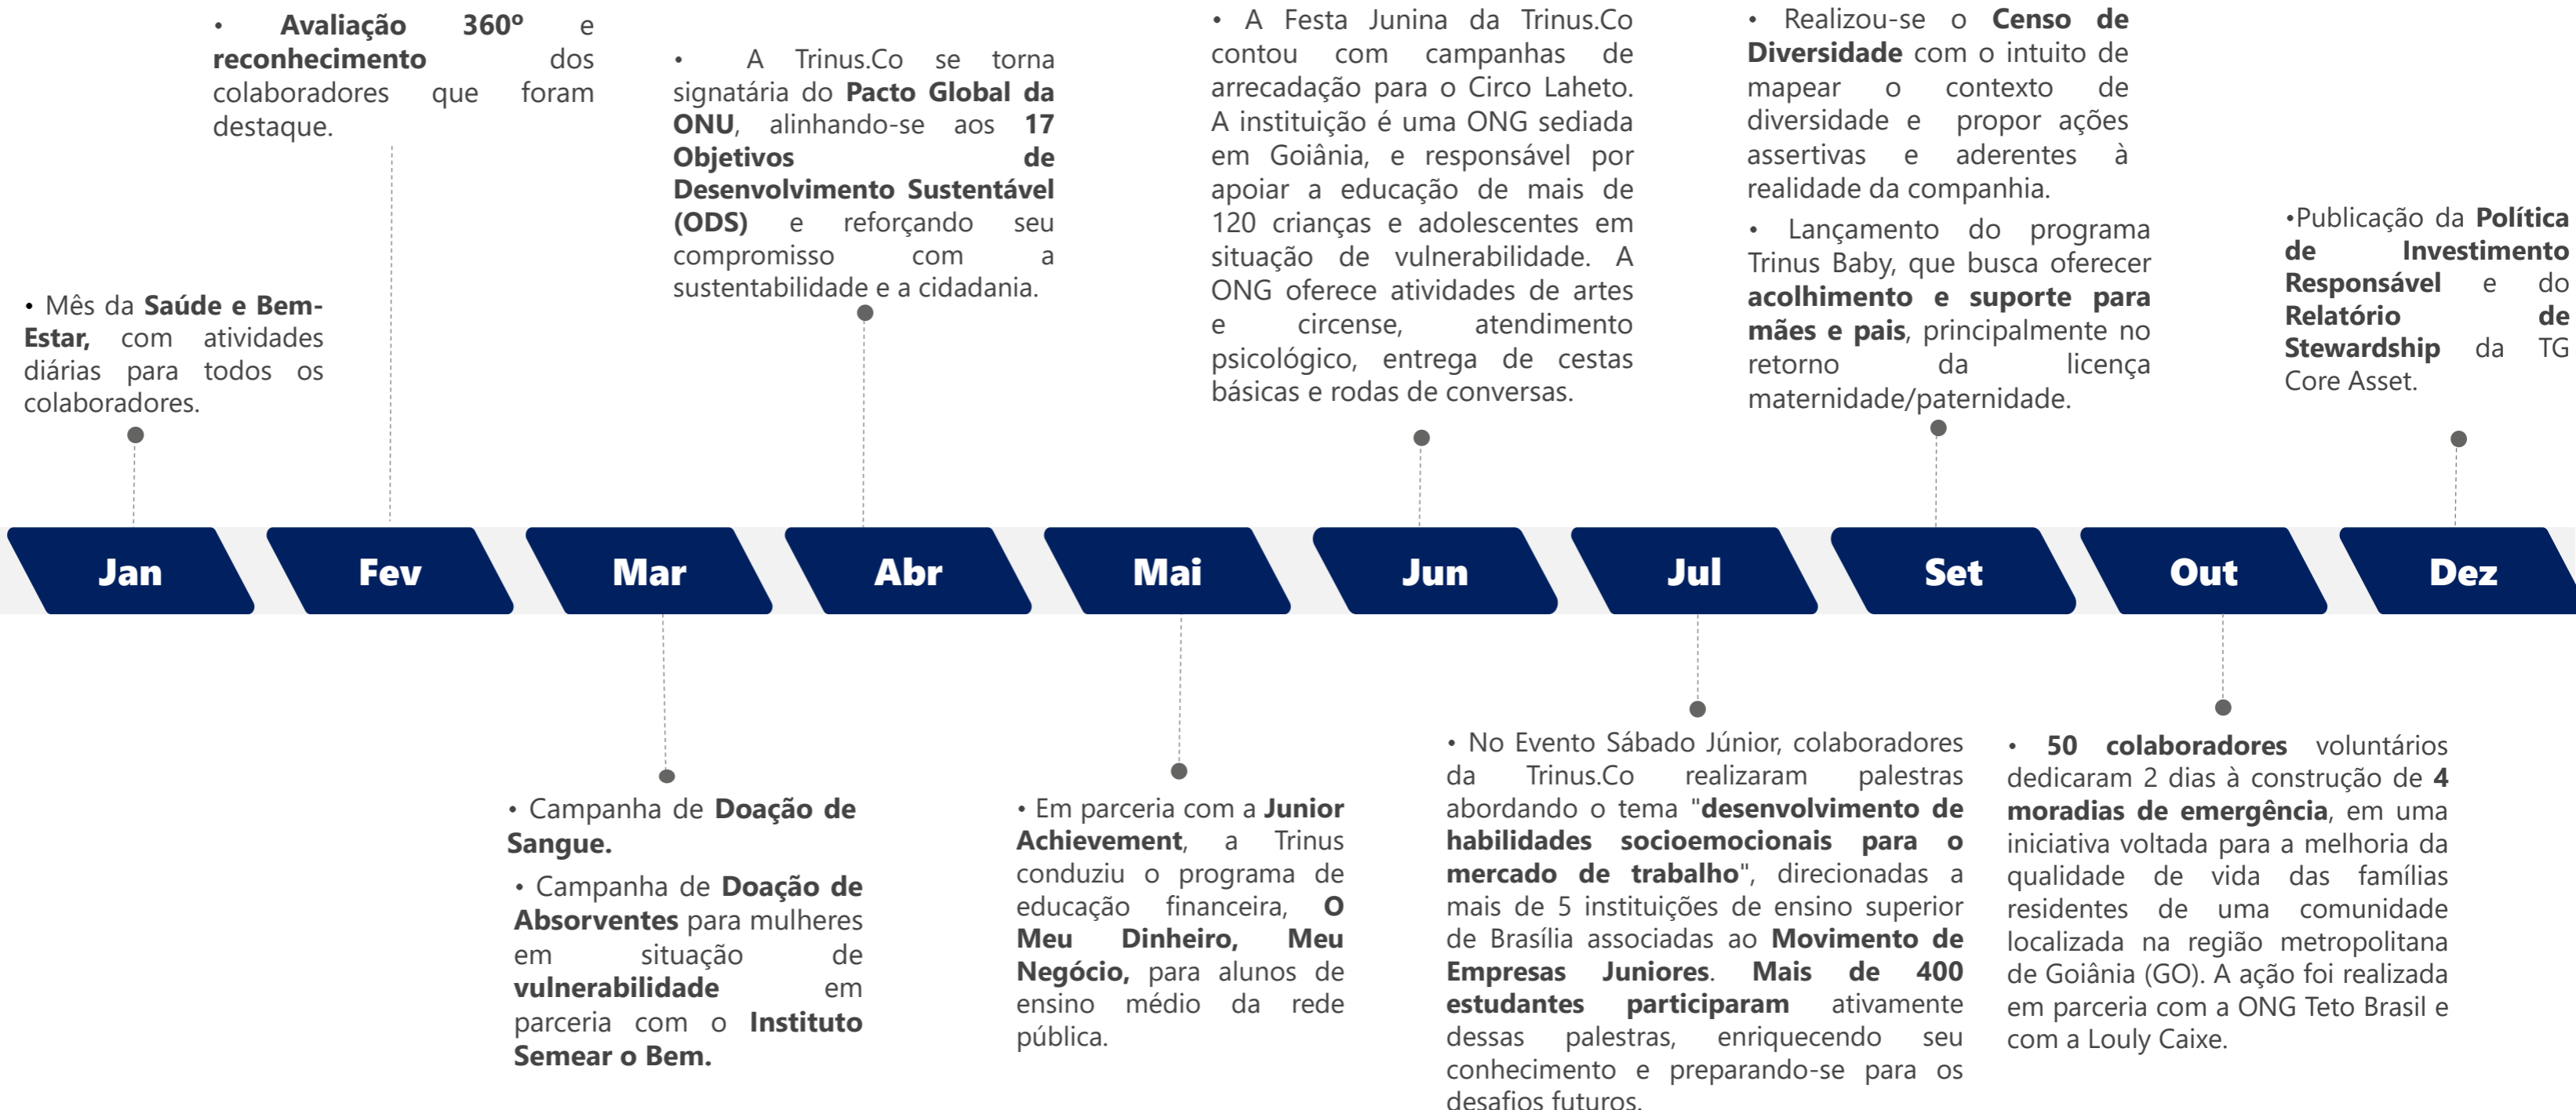 • Avaliação 360º e
reconhecimento dos
colaboradores que foram
destaque.
• A Trinus.Co se torna
signatária do Pacto Global da
ONU, alinhando-se aos 17
Objetivos de
Desenvolvimento Sustentável
(ODS) e reforçando seu
compromisso com a
sustentabilidade e a cidadania.
• A Festa Junina da Trinus.Co
contou com campanhas de
arrecadação para o Circo Laheto.
A instituição é uma ONG sediada
em Goiânia, e responsável por
apoiar a educação de mais de
120 crianças e adolescentes em
situação de vulnerabilidade. A
ONG oferece atividades de artes
e circense, atendimento
psicológico, entrega de cestas
básicas e rodas de conversas.
• Realizou-se o Censo de
Diversidade com o intuito de
mapear o contexto de
diversidade e propor ações
assertivas e aderentes à
realidade da companhia.
• Lançamento do programa
Trinus Baby, que busca oferecer
acolhimento e suporte para
mães e pais, principalmente no
retorno da licença
maternidade/paternidade.
•Publicação da Política
de Investimento
Responsável e do
Relatório de
Stewardship da TG
Core Asset.
• Mês da Saúde e Bem-
Estar, com atividades
diárias para todos os
colaboradores.
Jan
Fev
Mar
Abr
Mai
Jun
Jul
Set
Out
Dez
• Campanha de Doação de
Sangue.
• Campanha de Doação de
Absorventes para mulheres
em situação de
vulnerabilidade em
parceria com o Instituto
Semear o Bem.
• Em parceria com a Junior
Achievement, a Trinus
conduziu o programa de
educação financeira, O
Meu Dinheiro, Meu
Negócio, para alunos de
ensino médio da rede
pública.
• No Evento Sábado Júnior, colaboradores
da Trinus.Co realizaram palestras
abordando o tema "desenvolvimento de
habilidades socioemocionais para o
mercado de trabalho", direcionadas a
mais de 5 instituições de ensino superior
de Brasília associadas ao Movimento de
Empresas Juniores. Mais de 400
estudantes participaram ativamente
dessas palestras, enriquecendo seu
conhecimento e preparando-se para os
desafios futuros.
• 50 colaboradores voluntários
dedicaram 2 dias à construção de 4
moradias de emergência, em uma
iniciativa voltada para a melhoria da
qualidade de vida das famílias
residentes de uma comunidade
localizada na região metropolitana
de Goiânia (GO). A ação foi realizada
em parceria com a ONG Teto Brasil e
com a Louly Caixe.